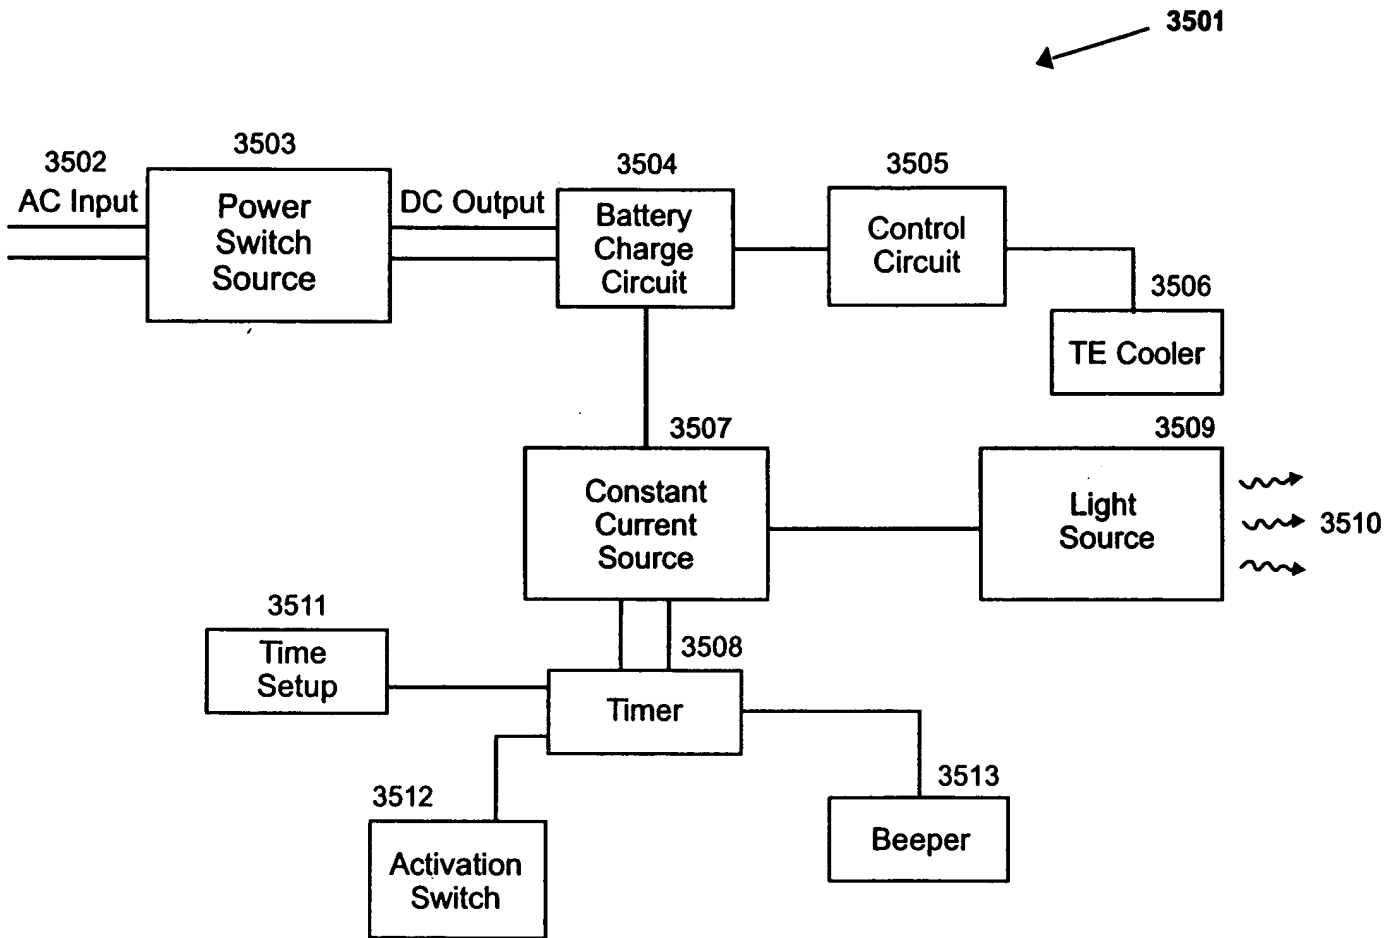 3501
3502
AC Input
3503
Power
Switch
Source
DC Output
3504
Battery
Charge
Circuit
3505
Control
Circuit
3506
TE Cooler
3507
Constant
Current
Source
3509
Light
Source
3510
3511
Time
Setup
3508
Timer
3512
Activation
Switch
3513
Beeper